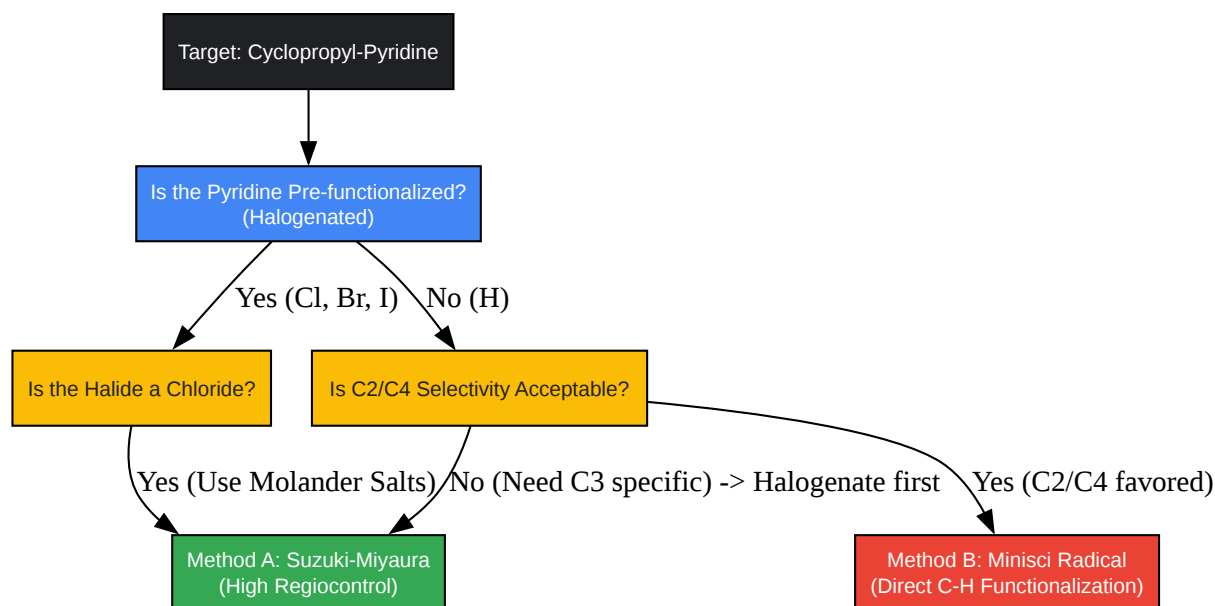 Target: Cyclopropyl-Pyridine
Is the Pyridine Pre-functionalized?
(Halogenated)
Yes (Cl, Br, I)
No (H)
Is the Halide a Chloride?
Is C2/C4 Selectivity Acceptable?
Yes (Use Molander Salts)
No (Need C3 specific) -> Halogenate first
Yes (C2/C4 favored)
Method A: Suzuki-Miyaura
(High Regiocontrol)
Method B: Minisci Radical
(Direct C-H Functionalization)